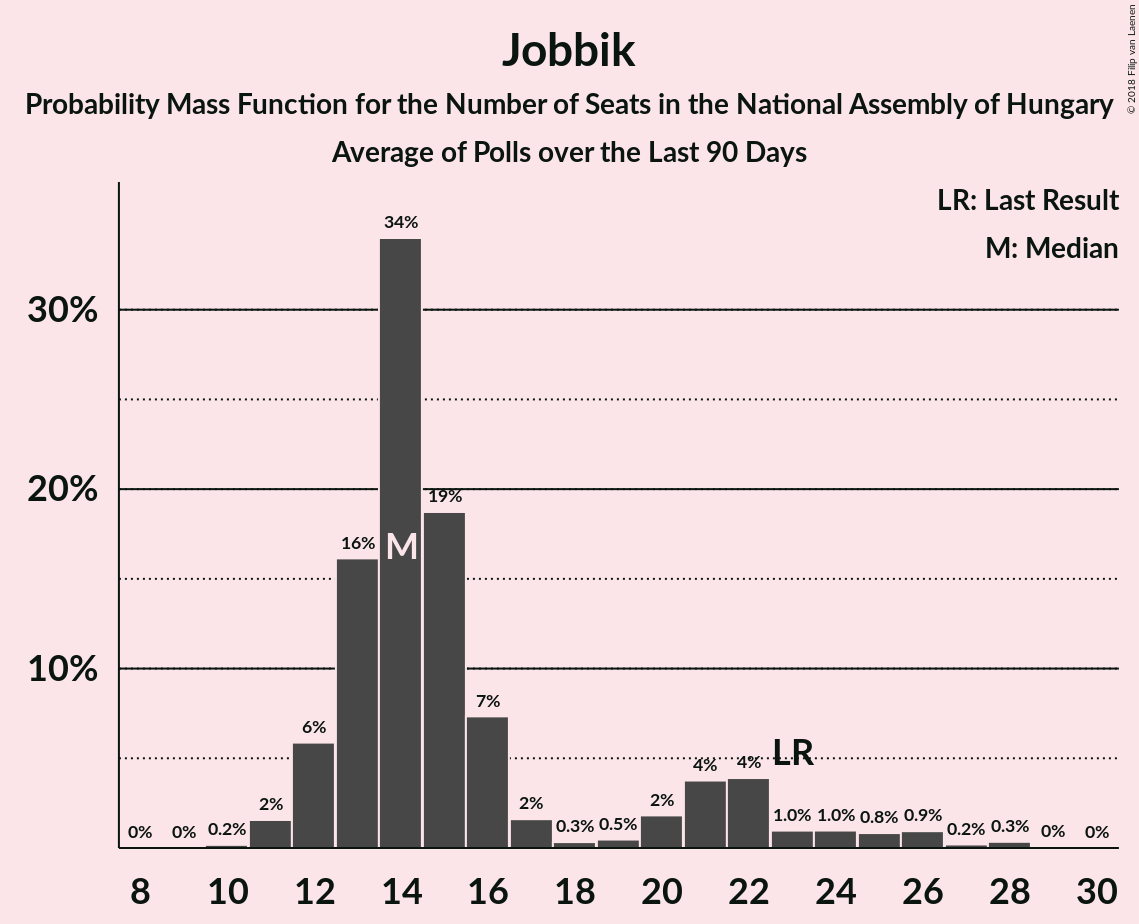 Jobbik
Probability Mass Function for the Number of Seats in the National Assembly of Hungary
Average of Polls over the Last 90 Days
© 2018 Filip van Laenen
LR: Last Result
M: Median
30%
20%
10%
0%
0%
0.2%
2%
6%
16%
34%
19%
7%
2%
0.3%
0.5%
2%
4%
4%
1.0%
1.0%
0.8%
0.9%
0.2%
0.3%
0%
0%
M
LR
8 10 12 14 16 18 20 22 24 26 28 30